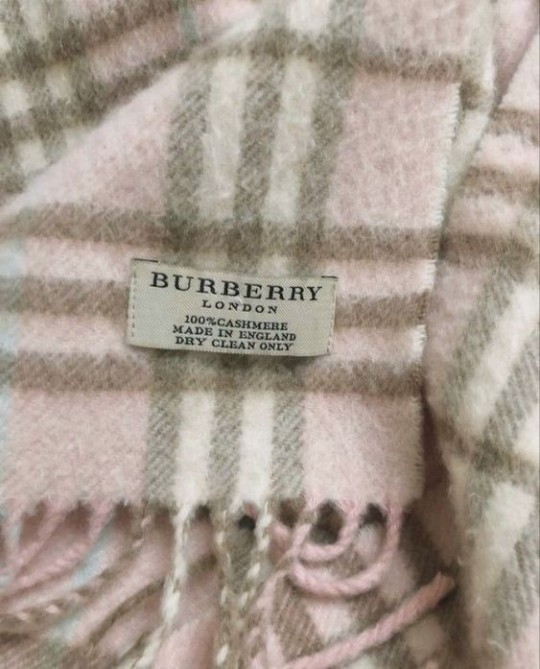 BURBERRY
LONDON
100%CASHMERE
MADE IN ENGLAND
DRY CLEAN ONLY